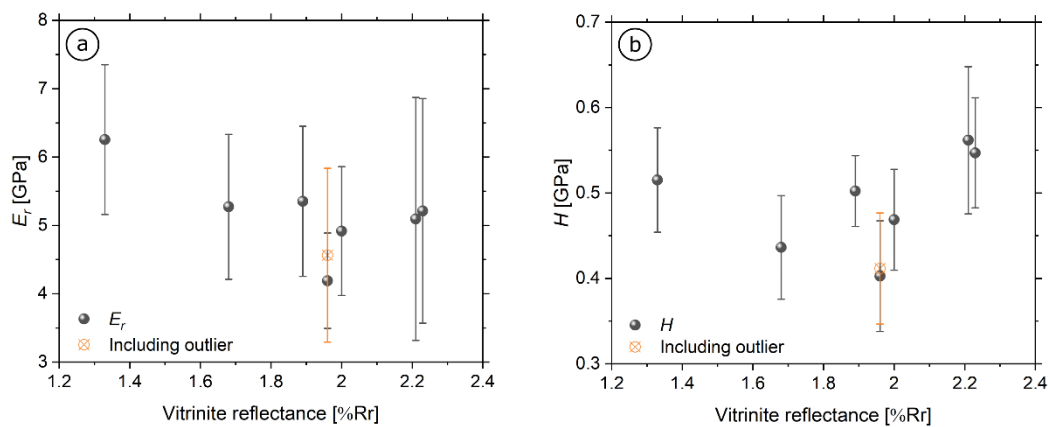 a
8
7
6
5
4
3
E_r [GPa]
E_r
Including outlier
1.2 1.4 1.6 1.8 2 2.2 2.4
Vitrinite reflectance [%Rr]
b
0.7
0.6
0.5
0.4
0.3
H [GPa]
H
Including outlier
1.2 1.4 1.6 1.8 2 2.2 2.4
Vitrinite reflectance [%Rr]